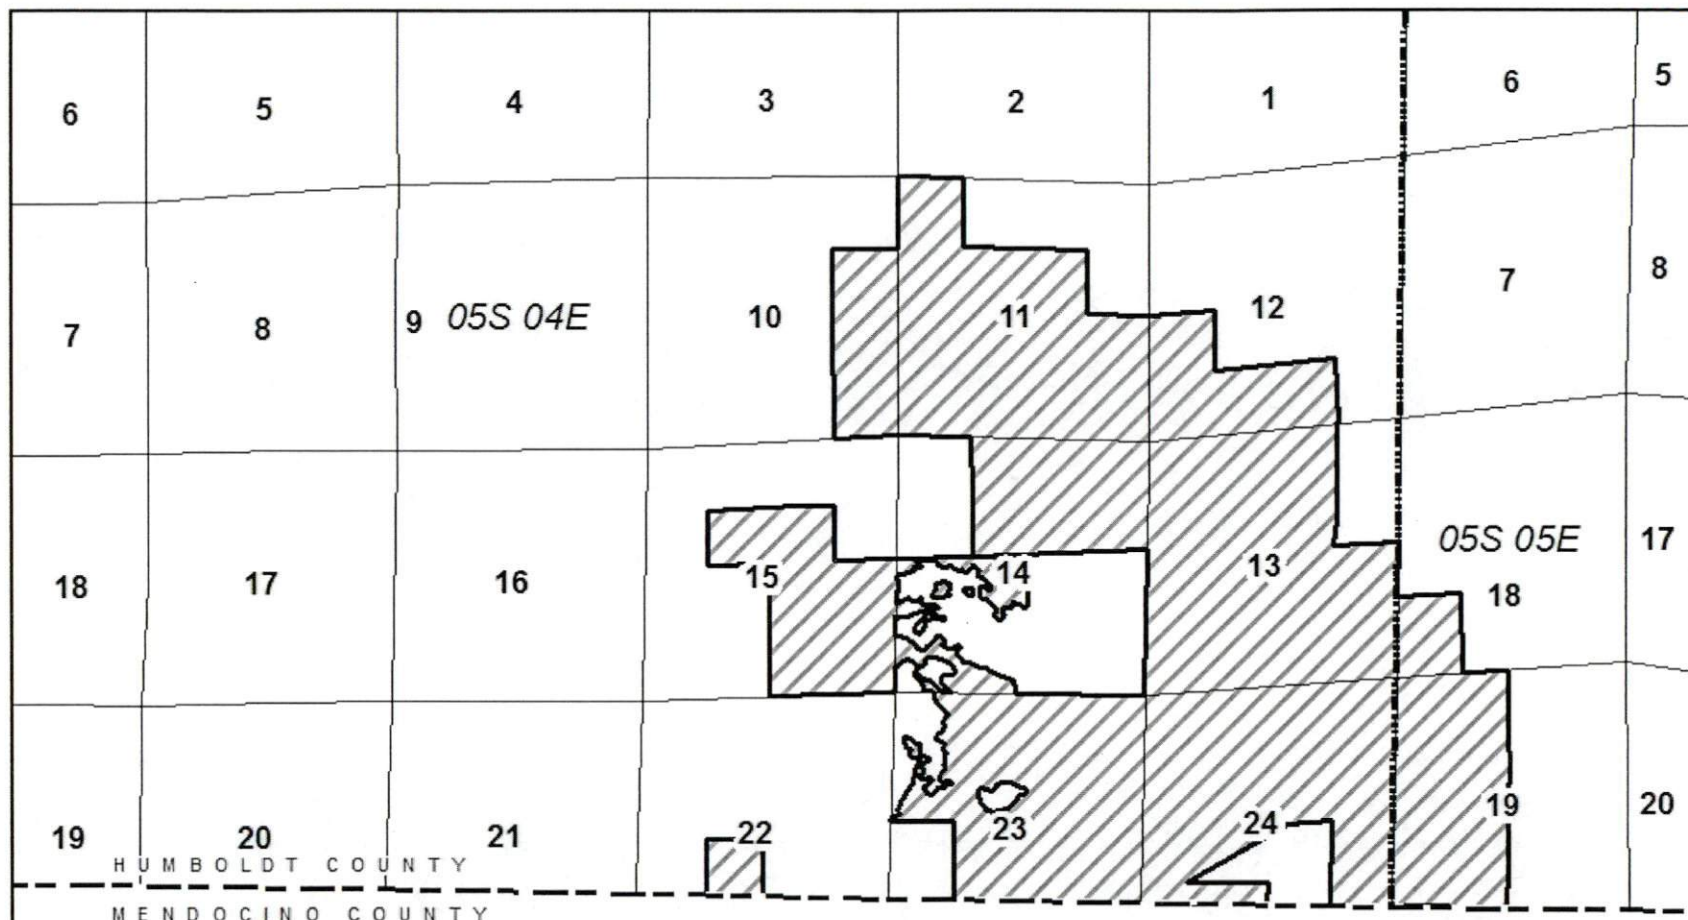 6 5 4 3 2 1 6 5
7 8 9 05S 04E 10 11 12 7 8
18 17 16 15 14 13 05S 05E 18 17
19 20 21 22 23 24 19 20
HUMBOLDT COUNTY
MENDOCINO COUNTY